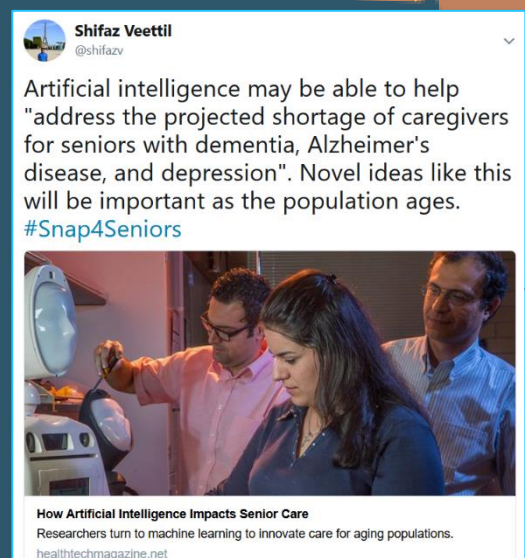 Shifaz Veettil
@shifazv
Artificial intelligence may be able to help
"address the projected shortage of caregivers
for seniors with dementia, Alzheimer's
disease, and depression". Novel ideas like this
will be important as the population ages.
#Snap4Seniors
How Artificial Intelligence Impacts Senior Care
Researchers turn to machine learning to innovate care for aging populations.
healthtechmagazine.net